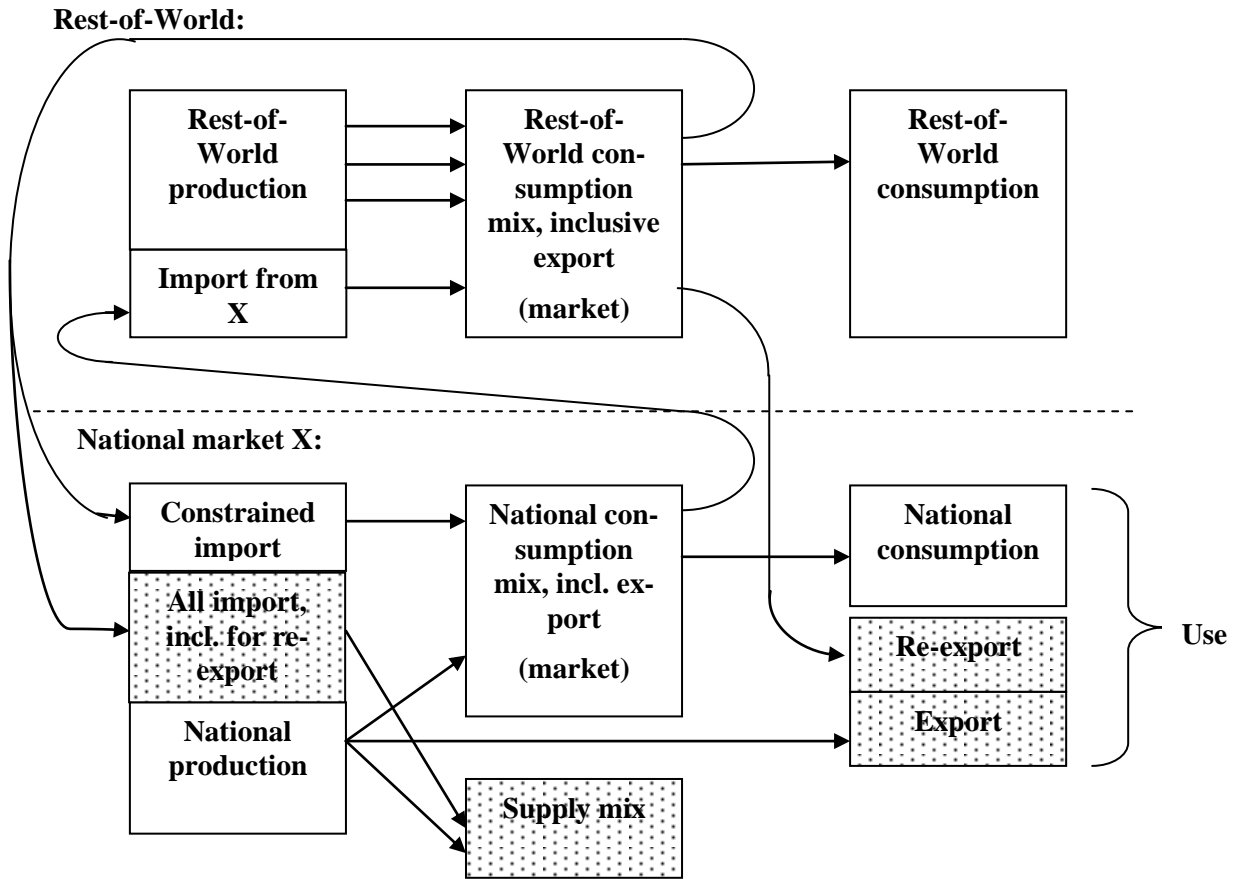 Rest-of-World:
Rest-of-
World
production
Import from
X
Rest-of-
World con-
sumption
mix, inclusive
export
(market)
Rest-of-
World
consumption
National market X:
Constrained
import
All import,
incl. for re-
export
National
production
National con-
sumption
mix, incl. ex-
port
(market)
Supply mix
National
consumption
Re-export
Export
Use